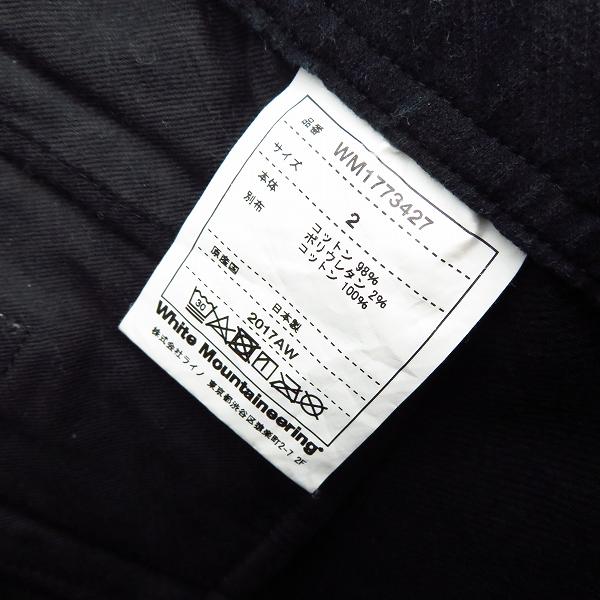 品番 WM1773427
サイズ 2
本体 コットン 98%
ポリウレタン 2%
別布 コットン 100%
原産国 日本製
2017AW
30
White Mountaineering®
株式会社ライノ
東京都渋谷区猿楽町2-7 2F